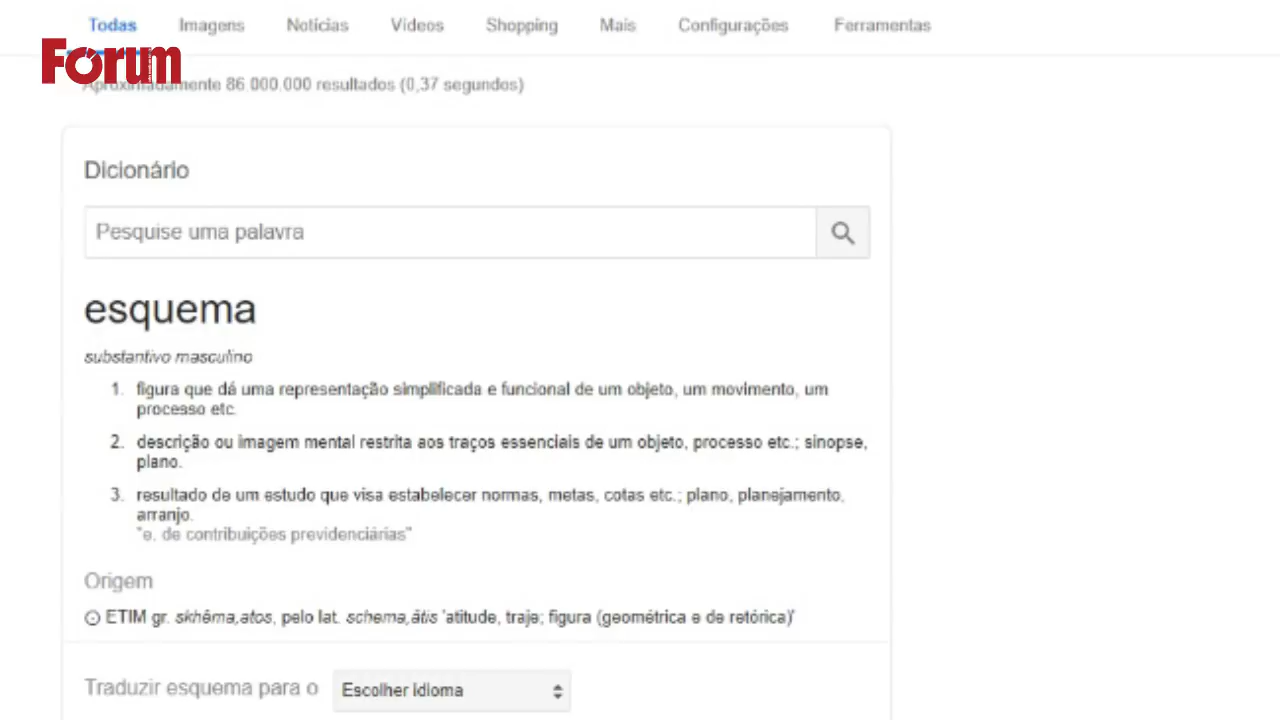 Todas Imagens Notícias Vídeos Shopping Mais Configurações Ferramentas
Forum
Aproximadamente 86.000.000 resultados (0,37 segundos)
Dicionário
Pesquise uma palavra
esquema
substantivo masculino
1. figura que dá uma representação simplificada e funcional de um objeto, um movimento, um
processo etc.
2. descrição ou imagem mental restrita aos traços essenciais de um objeto, processo etc.; sinopse,
plano.
3. resultado de um estudo que visa estabelecer normas, metas, cotas etc.; plano, planejamento,
arranjo.
"e. de contribuições previdenciárias"
Origem
⊙ ETIM gr. skhêma,atos, pelo lat. schema,ătis 'atitude, traje; figura (geométrica e de retórica)'
Traduzir esquema para o Escolher idioma